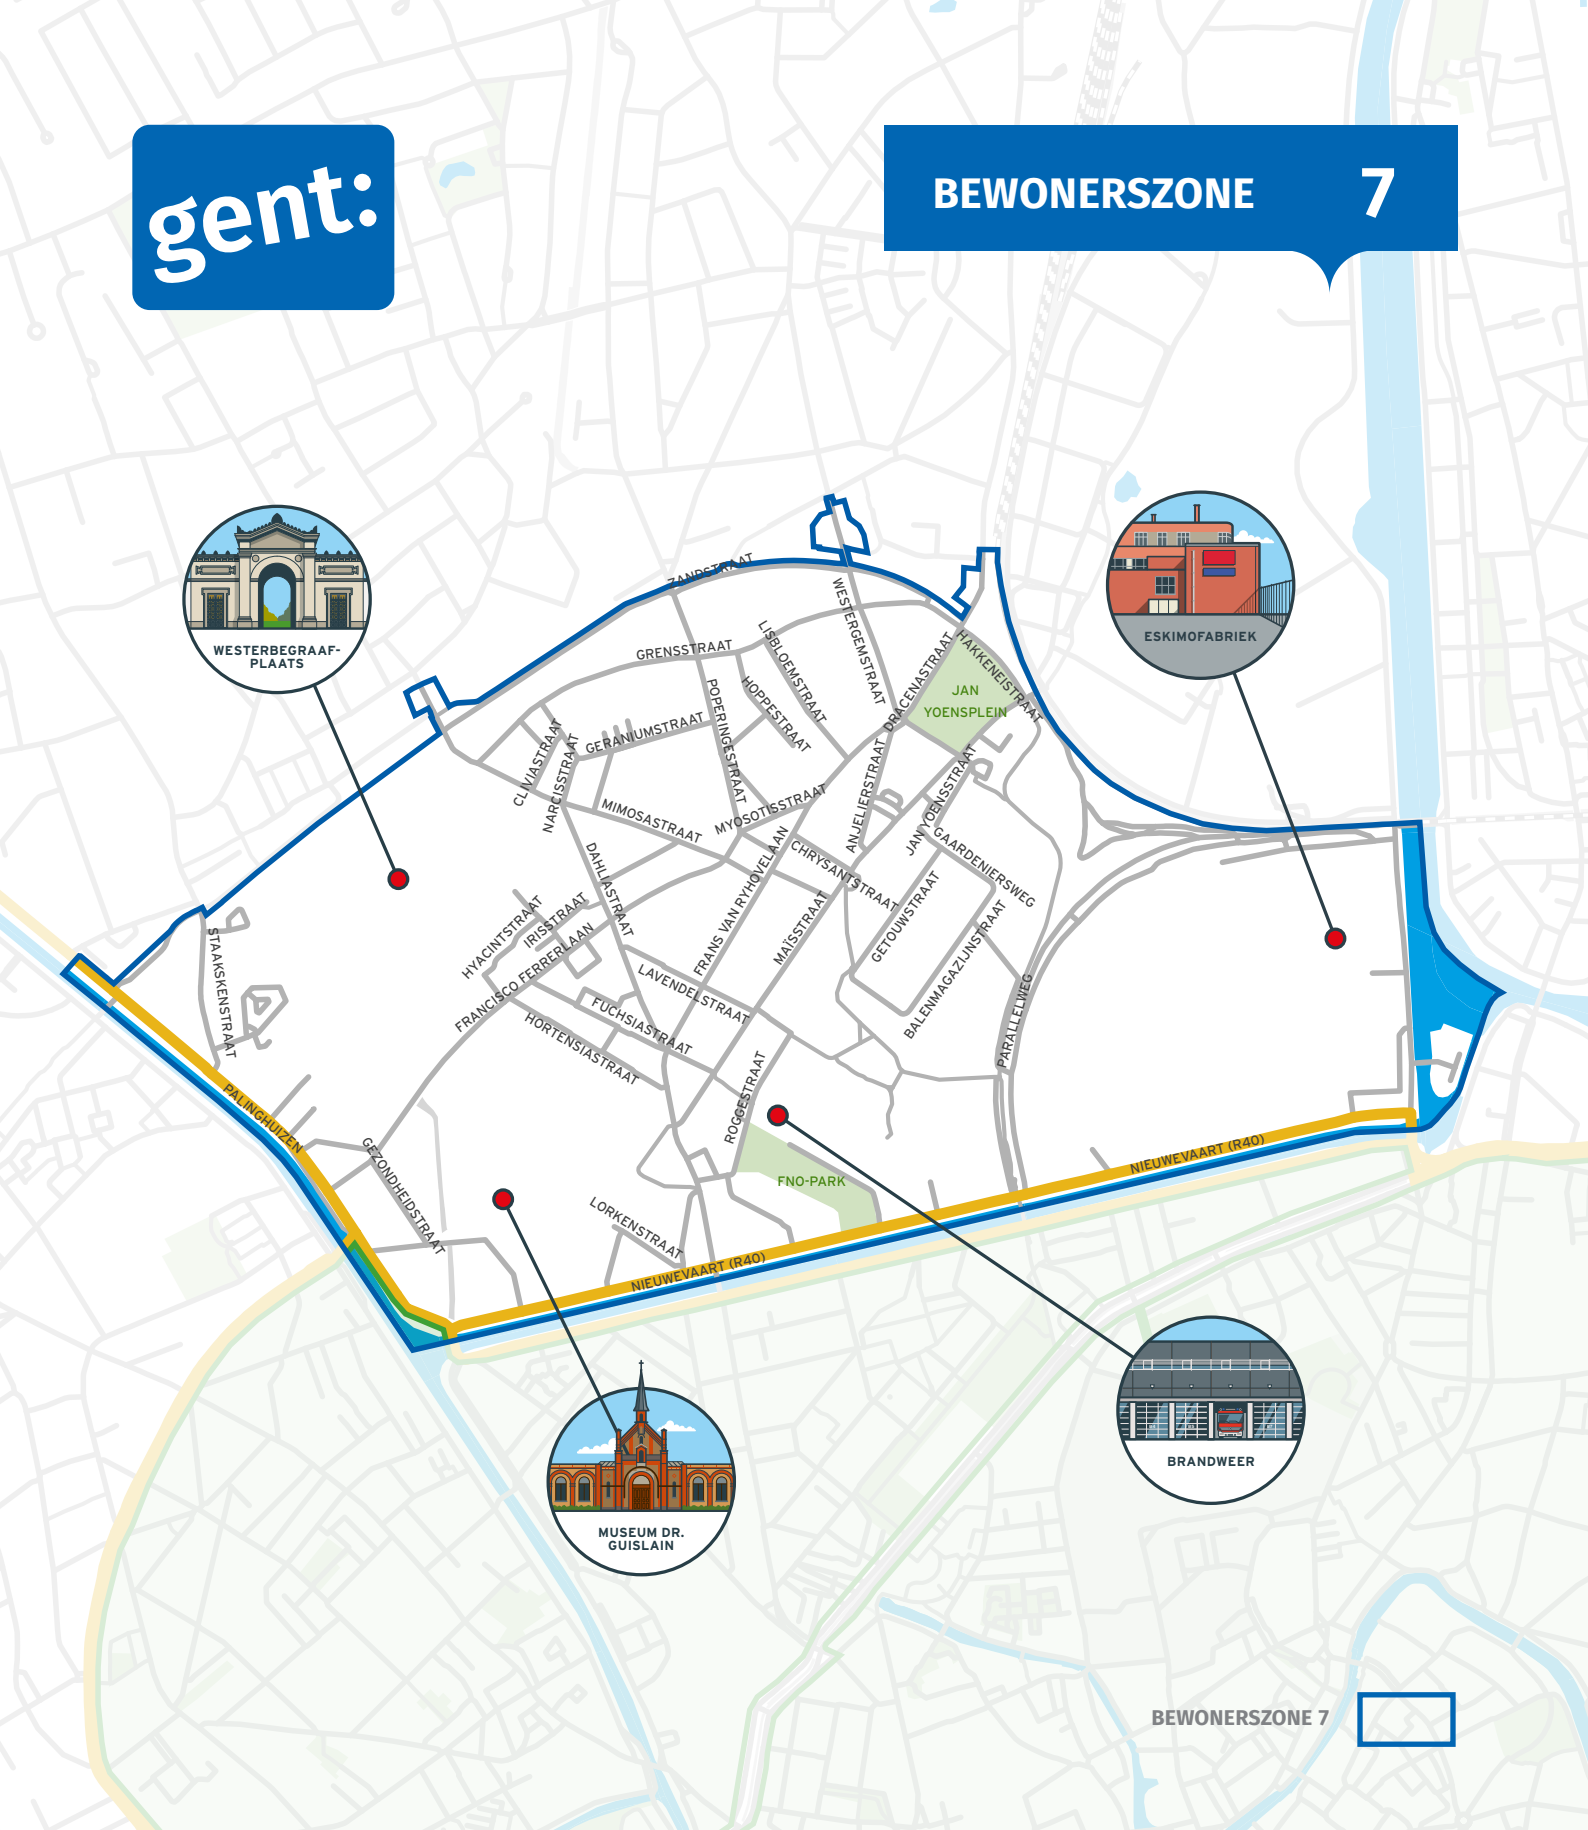 gent:
BEWONERSZONE 7
WESTERBEGRAAF-
PLAATS
ESKIMOFABRIEK
ZANDSTRAAT
WESTERGEMSTRAAT
GRENSSTRAAT
LISBLOEMSTRAAT
DRACENASTRAAT
HAKKENEISTRAAT
JAN
YOENSPLEIN
POPERINGESTRAAT
HOPPESTRAAT
GERANIUMSTRAAT
CLIVIASTRAAT
NARCISSTRAAT
MIMOSASTRAAT
MYOSOTISSTRAAT
ANJELIERSTRAAT
JAN YOENSSTRAAT
GAARDENIERSWEG
CHRYSANTSTRAAT
DAHLIASTRAAT
FRANS VAN RYHOVELAAN
MAÏSSTRAAT
GETOUWSTRAAT
BALENMAGAZIJNSTRAAT
HYACINTSTRAAT
IRISSTRAAT
FRANCISCO FERRERLAAN
LAVENDELSTRAAT
FUCHSIASTRAAT
HORTENSIASTRAAT
STAAKSKENSTRAAT
PARALLELWEG
ROGGESTRAAT
PALINGHUIZEN
GEZONDHEIDSTRAAT
FNO-PARK
LORKENSTRAAT
NIEUWEVAART (R40)
NIEUWEVAART (R40)
BRANDWEER
MUSEUM DR.
GUISLAIN
BEWONERSZONE 7